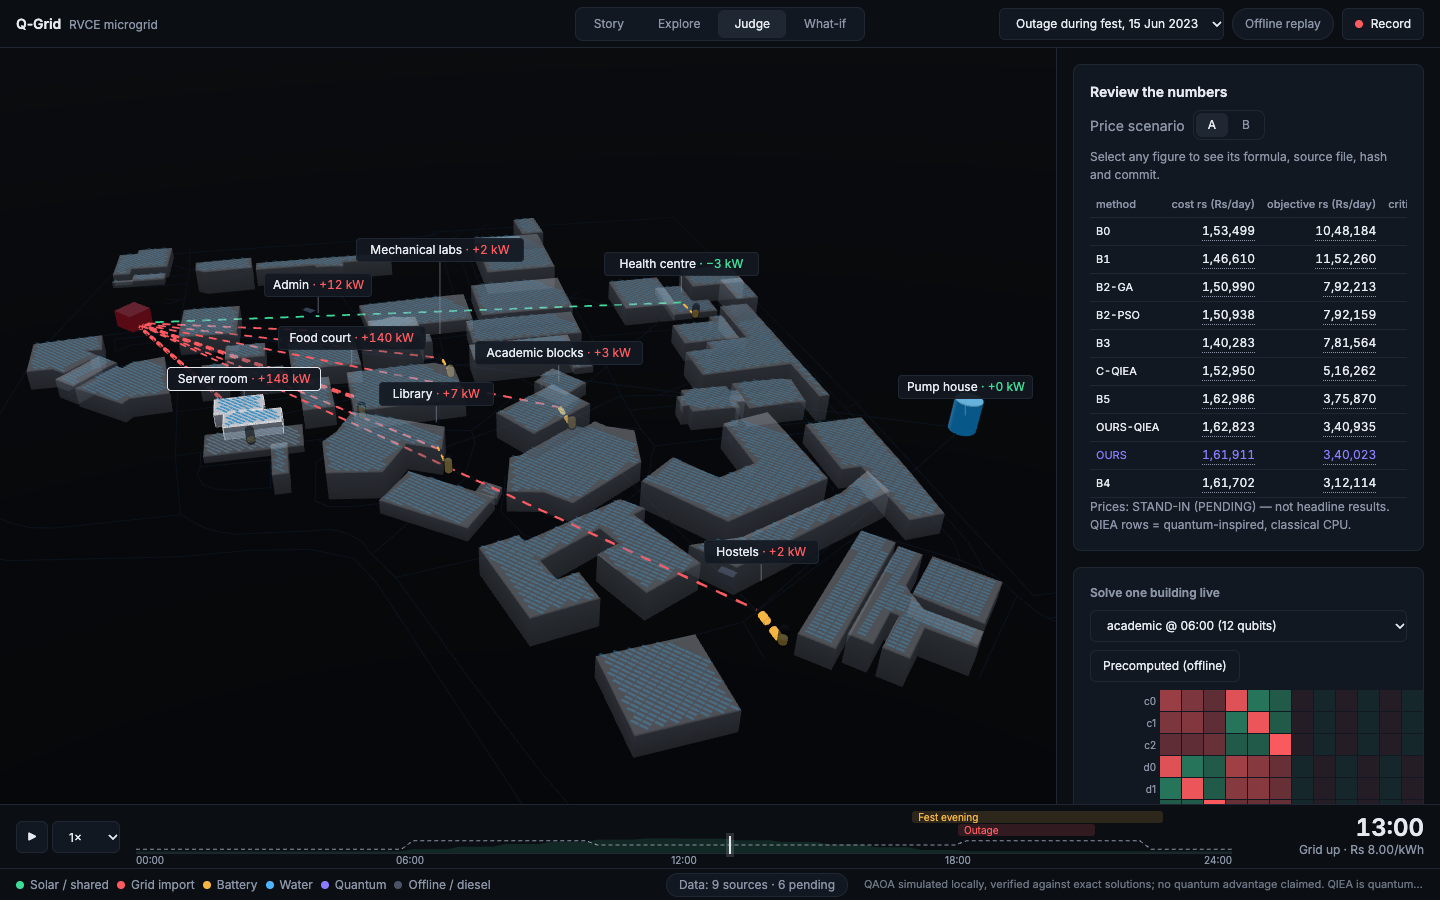 Q-Grid RVCE microgrid
Story Explore Judge What-if
Outage during fest, 15 Jun 2023 Offline replay Record
Mechanical labs · +2 kW
Health centre · −3 kW
Admin · +12 kW
Food court · +140 kW
Academic blocks · +3 kW
Server room · +148 kW
Library · +7 kW
Pump house · +0 kW
Hostels · +2 kW
Review the numbers
Price scenario A B
Select any figure to see its formula, source file, hash
and commit.
method cost rs (Rs/day) objective rs (Rs/day) criti
B0 1,53,499 10,48,184
B1 1,46,610 11,52,260
B2-GA 1,50,990 7,92,213
B2-PSO 1,50,938 7,92,159
B3 1,40,283 7,81,564
C-QIEA 1,52,950 5,16,262
B5 1,62,986 3,75,870
OURS-QIEA 1,62,823 3,40,935
OURS 1,61,911 3,40,023
B4 1,61,702 3,12,114
Prices: STAND-IN (PENDING) — not headline results.
QIEA rows = quantum-inspired, classical CPU.
Solve one building live
academic @ 06:00 (12 qubits)
Precomputed (offline)
c0
c1
c2
d0
d1
1×
Fest evening
Outage
00:00 06:00 12:00 18:00 24:00
13:00
Grid up · Rs 8.00/kWh
Solar / shared Grid import Battery Water Quantum Offline / diesel
Data: 9 sources · 6 pending
QAOA simulated locally, verified against exact solutions; no quantum advantage claimed. QIEA is quantum…